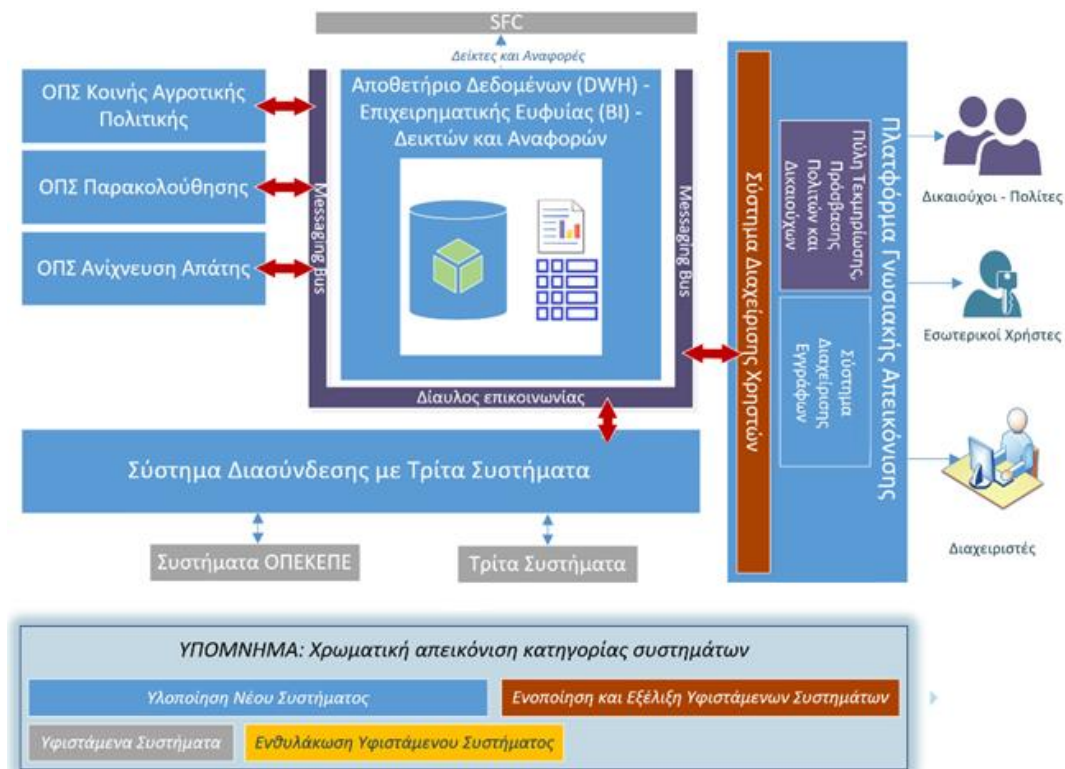 SFC
Δείκτες και Αναφορές
ΟΠΣ Κοινής Αγροτικής
Πολιτικής
ΟΠΣ Παρακολούθησης
ΟΠΣ Ανίχνευση Απάτης
Messaging Bus
Αποθετήριο Δεδομένων (DWH) -
Επιχειρηματικής Ευφυίας (BI) -
Δεικτών και Αναφορών
Messaging Bus
Δίαυλος επικοινωνίας
Σύστημα Διαχείρισης Χρηστών
Πύλη Τεκμηρίωσης,
Πρόσβασης
Πολιτών και
Δικαιούχων
Σύστημα
Διαχείρισης
Εγγράφων
Πλατφόρμα Γνωσιακής Απεικόνισης
Δικαιούχοι - Πολίτες
Εσωτερικοί Χρήστες
Διαχειριστές
Σύστημα Διασύνδεσης με Τρίτα Συστήματα
Συστήματα ΟΠΕΚΕΠΕ
Τρίτα Συστήματα
ΥΠΟΜΝΗΜΑ: Χρωματική απεικόνιση κατηγορίας συστημάτων
Υλοποίηση Νέου Συστήματος
Ενοποίηση και Εξέλιξη Υφιστάμενων Συστημάτων
Υφιστάμενα Συστήματα
Ενθυλάκωση Υφιστάμενου Συστήματος